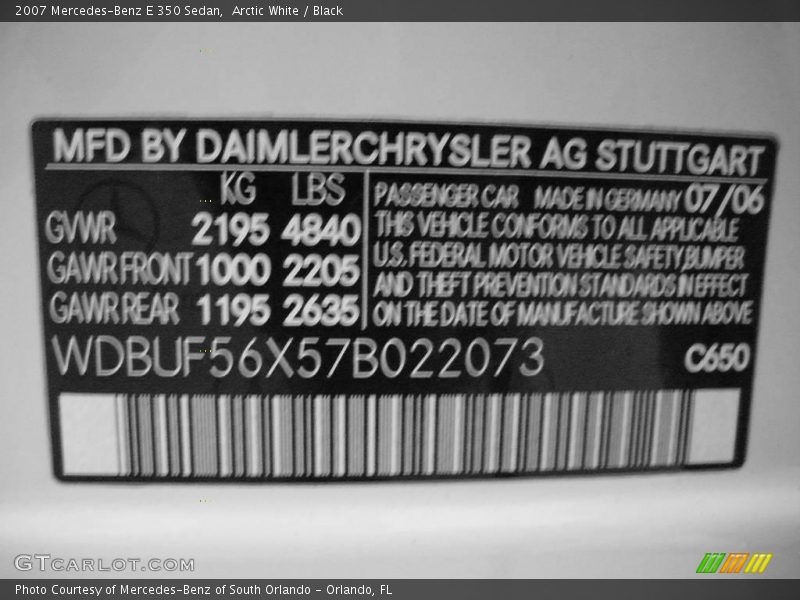 2007 Mercedes-Benz E 350 Sedan,  Arctic White / Black
MFD BY DAIMLERCHRYSLER AG STUTTGART
KG LBS
GVWR 2195 4840
GAWR FRONT 1000 2205
GAWR REAR 1195 2635
PASSENGER CAR MADE IN GERMANY 07/06
THIS VEHICLE CONFORMS TO ALL APPLICABLE
U.S. FEDERAL MOTOR VEHICLE SAFETY,BUMPER
AND THEFT PREVENTION STANDARDS IN EFFECT
ON THE DATE OF MANUFACTURE SHOWN ABOVE
WDBUF56X57B022073 C650
GTCARLOT.COM
Photo Courtesy of Mercedes-Benz of South Orlando - Orlando, FL